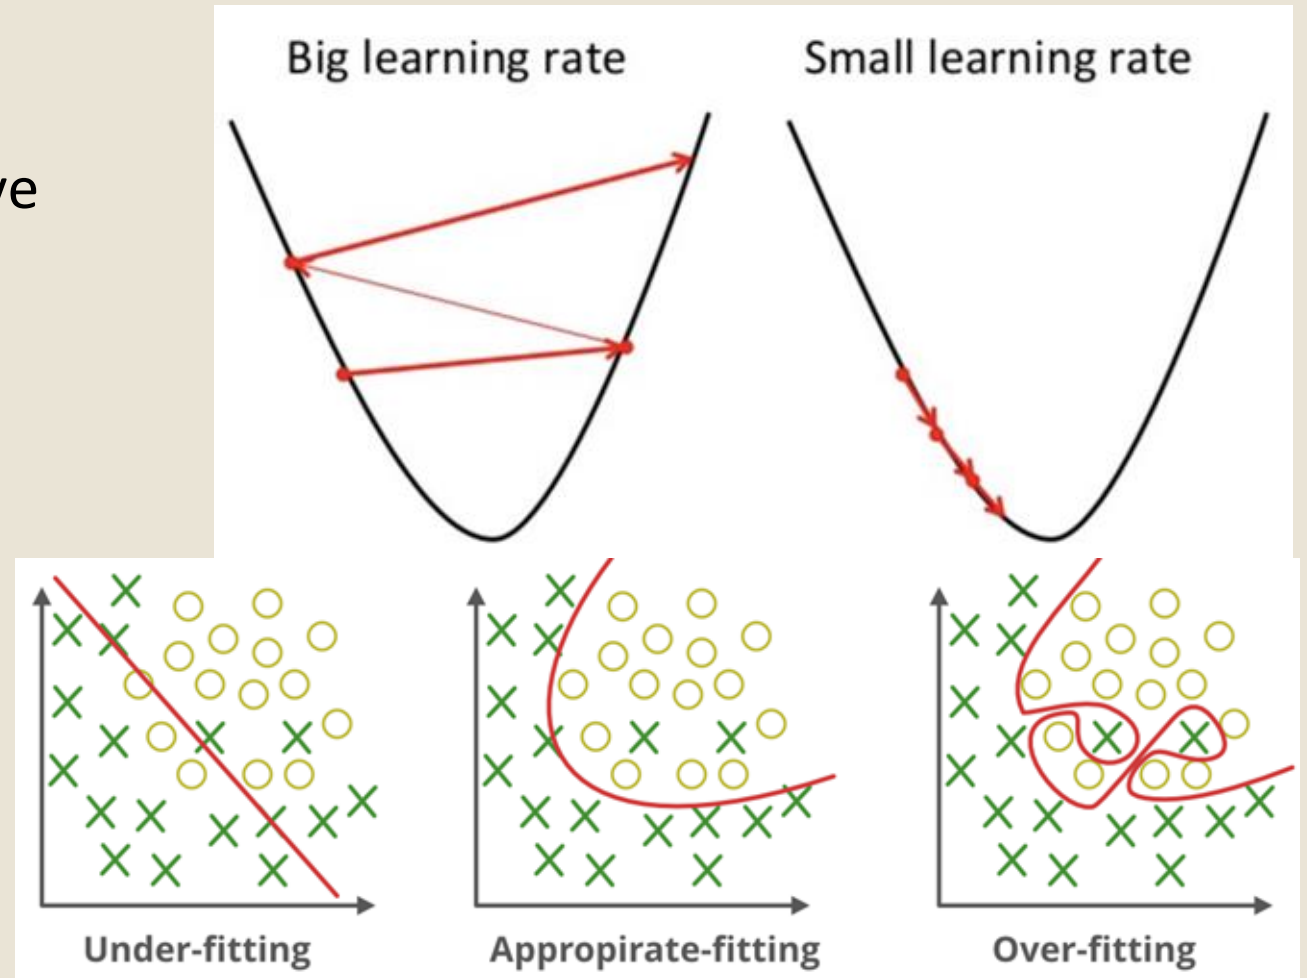 Big learning rate
Small learning rate
Under-fitting
Appropirate-fitting
Over-fitting